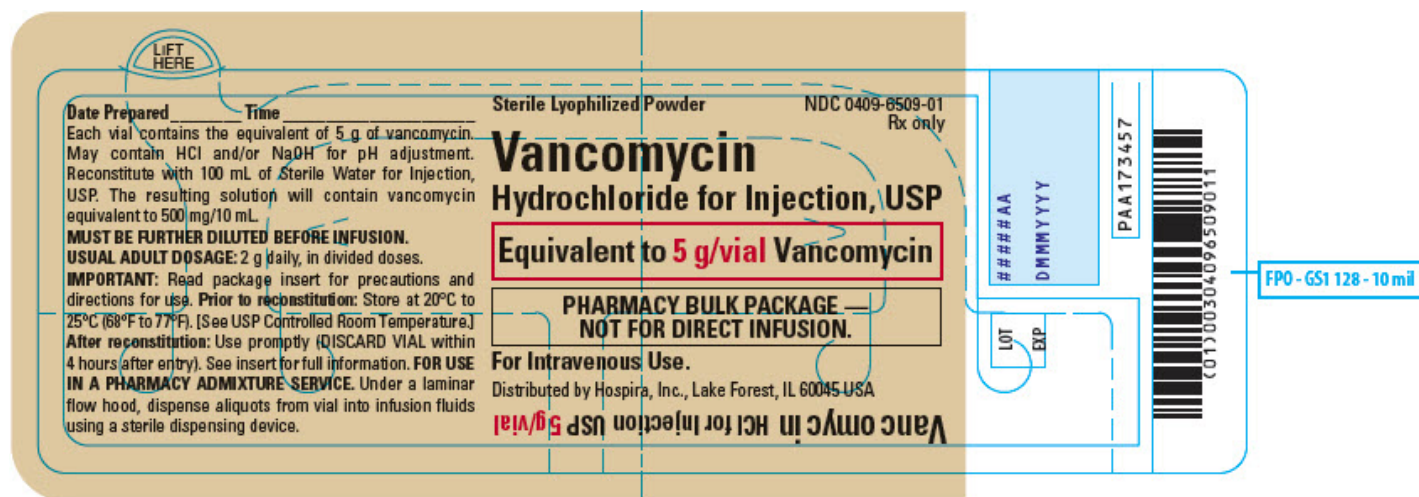 LIFT
HERE
Date Prepared________ Time ______________________
Each vial contains the equivalent of 5 g of vancomycin.
May contain HCl and/or NaOH for pH adjustment.
Reconstitute with 100 mL of Sterile Water for Injection,
USP. The resulting solution will contain vancomycin
equivalent to 500 mg/10 mL.
MUST BE FURTHER DILUTED BEFORE INFUSION.
USUAL ADULT DOSAGE: 2 g daily, in divided doses.
IMPORTANT: Read package insert for precautions and
directions for use. Prior to reconstitution: Store at 20°C to
25°C (68°F to 77°F). [See USP Controlled Room Temperature.]
After reconstitution: Use promptly (DISCARD VIAL within
4 hours after entry). See insert for full information. FOR USE
IN A PHARMACY ADMIXTURE SERVICE. Under a laminar
flow hood, dispense aliquots from vial into infusion fluids
using a sterile dispensing device.
Sterile Lyophilized Powder NDC 0409-6509-01
Rx only
Vancomycin
Hydrochloride for Injection, USP
Equivalent to 5 g/vial Vancomycin
PHARMACY BULK PACKAGE —
NOT FOR DIRECT INFUSION.
For Intravenous Use.
Distributed by Hospira, Inc., Lake Forest, IL 60045 USA
Vancomycin HCl for Injection USP 5g/vial
#####AA
DMMMYYYY
LOT
EXP
PAA173457
(01)00304096509011
FPO - GS1 128 - 10 mil